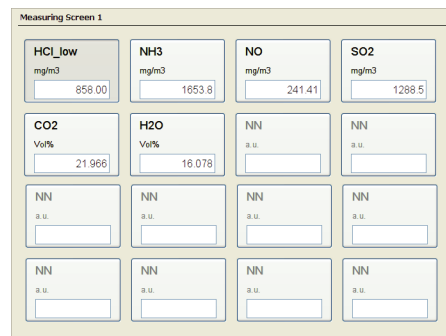 Measuring Screen 1
HCl_low NH3 NO SO2
mg/m3 mg/m3 mg/m3 mg/m3
858.00 1653.8 241.41 1288.5
CO2 H2O NN NN
Vol% Vol% a.u. a.u.
21.966 16.078
NN NN NN NN
a.u. a.u. a.u. a.u.
NN NN NN NN
a.u. a.u. a.u. a.u.